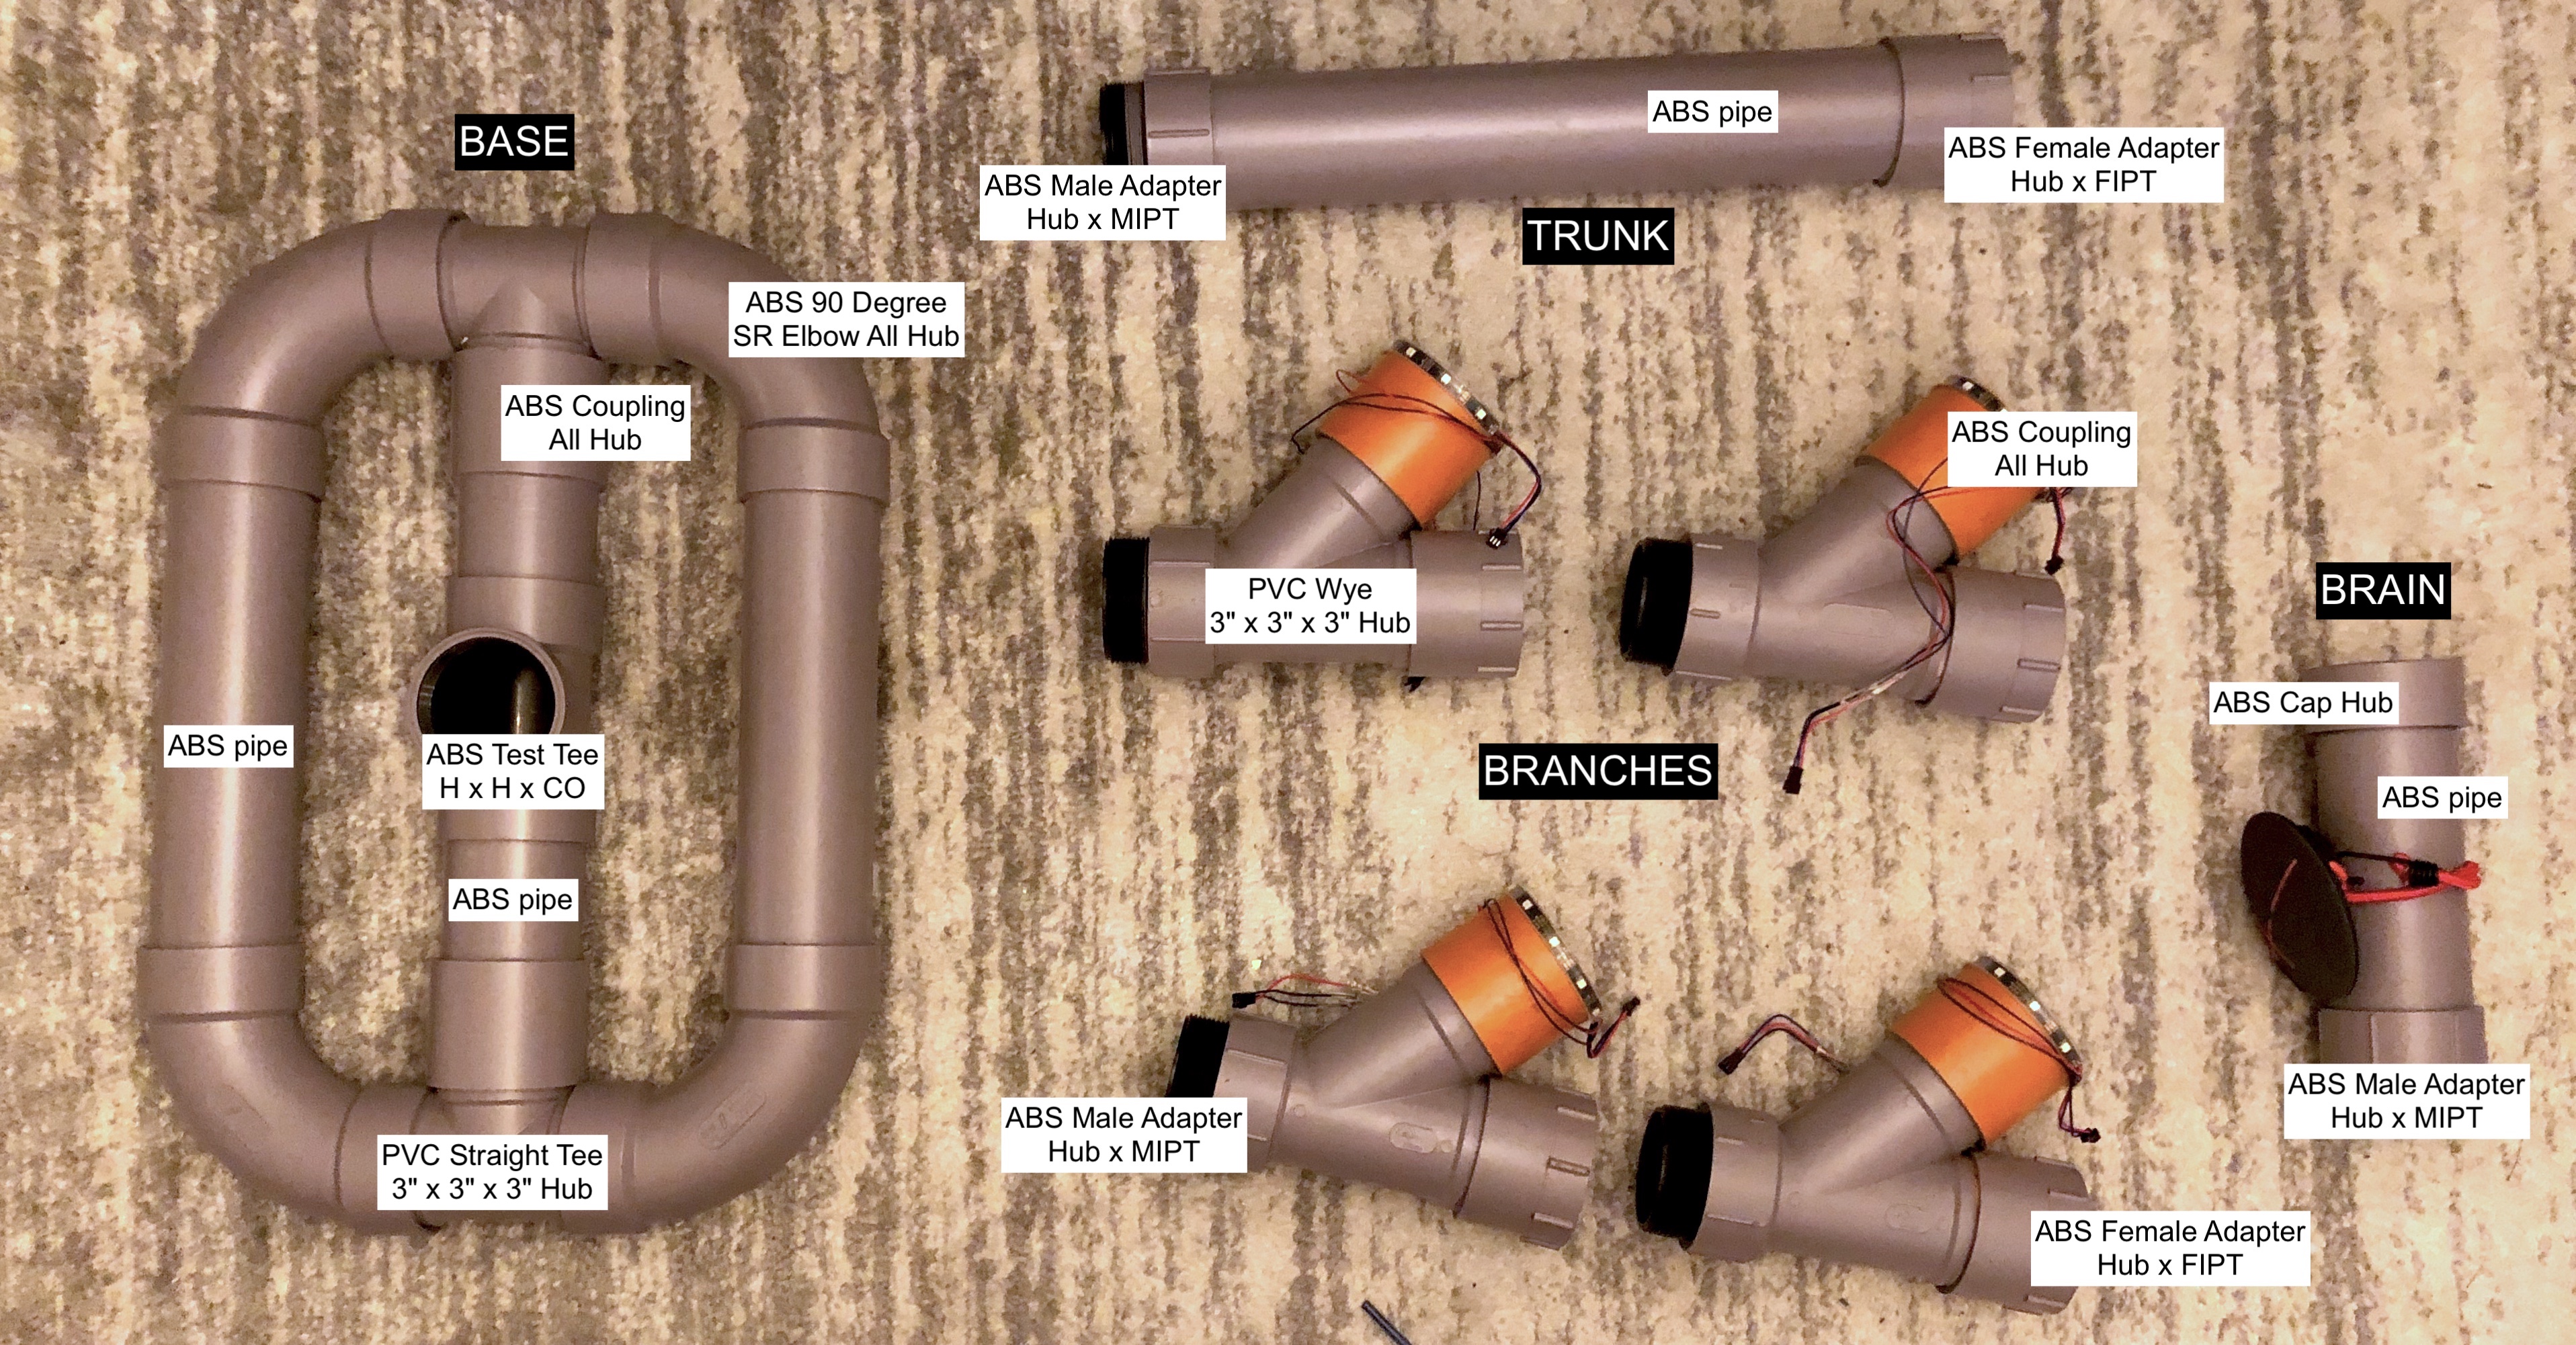 BASE
ABS 90 Degree
SR Elbow All Hub
ABS Coupling
All Hub
ABS pipe
ABS Test Tee
H x H x CO
ABS pipe
PVC Straight Tee
3" x 3" x 3" Hub
ABS pipe
ABS Male Adapter
Hub x MIPT
ABS Female Adapter
Hub x FIPT
TRUNK
ABS Coupling
All Hub
PVC Wye
3" x 3" x 3" Hub
BRANCHES
ABS Male Adapter
Hub x MIPT
ABS Female Adapter
Hub x FIPT
BRAIN
ABS Cap Hub
ABS pipe
ABS Male Adapter
Hub x MIPT